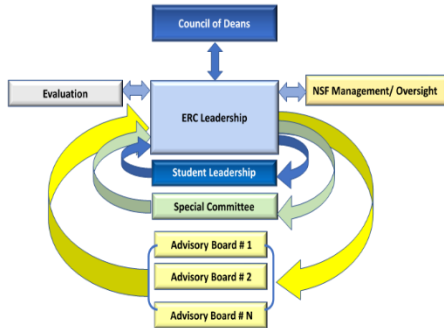 Council of Deans
Evaluation
NSF Management/ Oversight
ERC Leadership
Student Leadership
Special Committee
Advisory Board # 1
Advisory Board # 2
Advisory Board # N